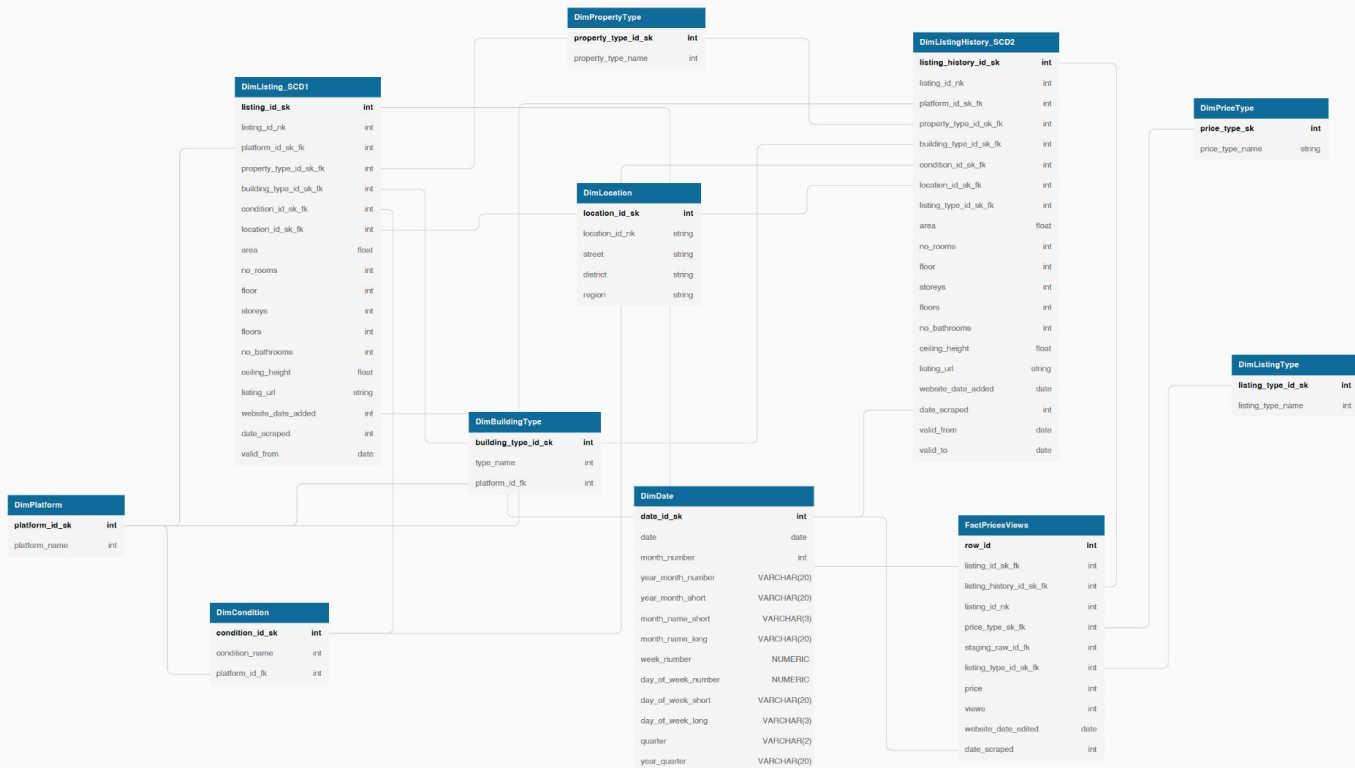 DimPropertyType
property_type_id_sk int
property_type_name int
DimListingHistory_SCD2
listing_history_id_sk int
listing_id_nk int
platform_id_sk_fk int
property_type_id_sk_fk int
building_type_id_sk_fk int
condition_id_sk_fk int
location_id_sk_fk int
listing_type_id_sk_fk int
area float
no_rooms int
floor int
storeys int
floors int
no_bathrooms int
ceiling_height float
listing_url string
website_date_added date
date_scraped int
valid_from date
valid_to date
DimListing_SCD1
listing_id_sk int
listing_id_nk int
platform_id_sk_fk int
property_type_id_sk_fk int
building_type_id_sk_fk int
condition_id_sk_fk int
location_id_sk_fk int
area float
no_rooms int
floor int
storeys int
floors int
no_bathrooms int
ceiling_height float
listing_url string
website_date_added int
date_scraped int
valid_from date
DimPriceType
price_type_sk int
price_type_name string
DimLocation
location_id_sk int
location_id_nk string
street string
district string
region string
DimListingType
listing_type_id_sk int
listing_type_name int
DimBuildingType
building_type_id_sk int
type_name int
platform_id_fk int
DimPlatform
platform_id_sk int
platform_name int
DimDate
date_id_sk int
date date
month_number int
year_month_number VARCHAR(20)
year_month_short VARCHAR(20)
month_name_short VARCHAR(3)
month_name_long VARCHAR(20)
week_number NUMERIC
day_of_week_number NUMERIC
day_of_week_short VARCHAR(20)
day_of_week_long VARCHAR(3)
quarter VARCHAR(2)
year_quarter VARCHAR(20)
FactPricesViews
row_id int
listing_id_sk_fk int
listing_history_id_sk_fk int
listing_id_nk int
price_type_sk_fk int
staging_raw_id_fk int
listing_type_id_sk_fk int
price int
views int
website_date_edited date
date_scraped int
DimCondition
condition_id_sk int
condition_name int
platform_id_fk int